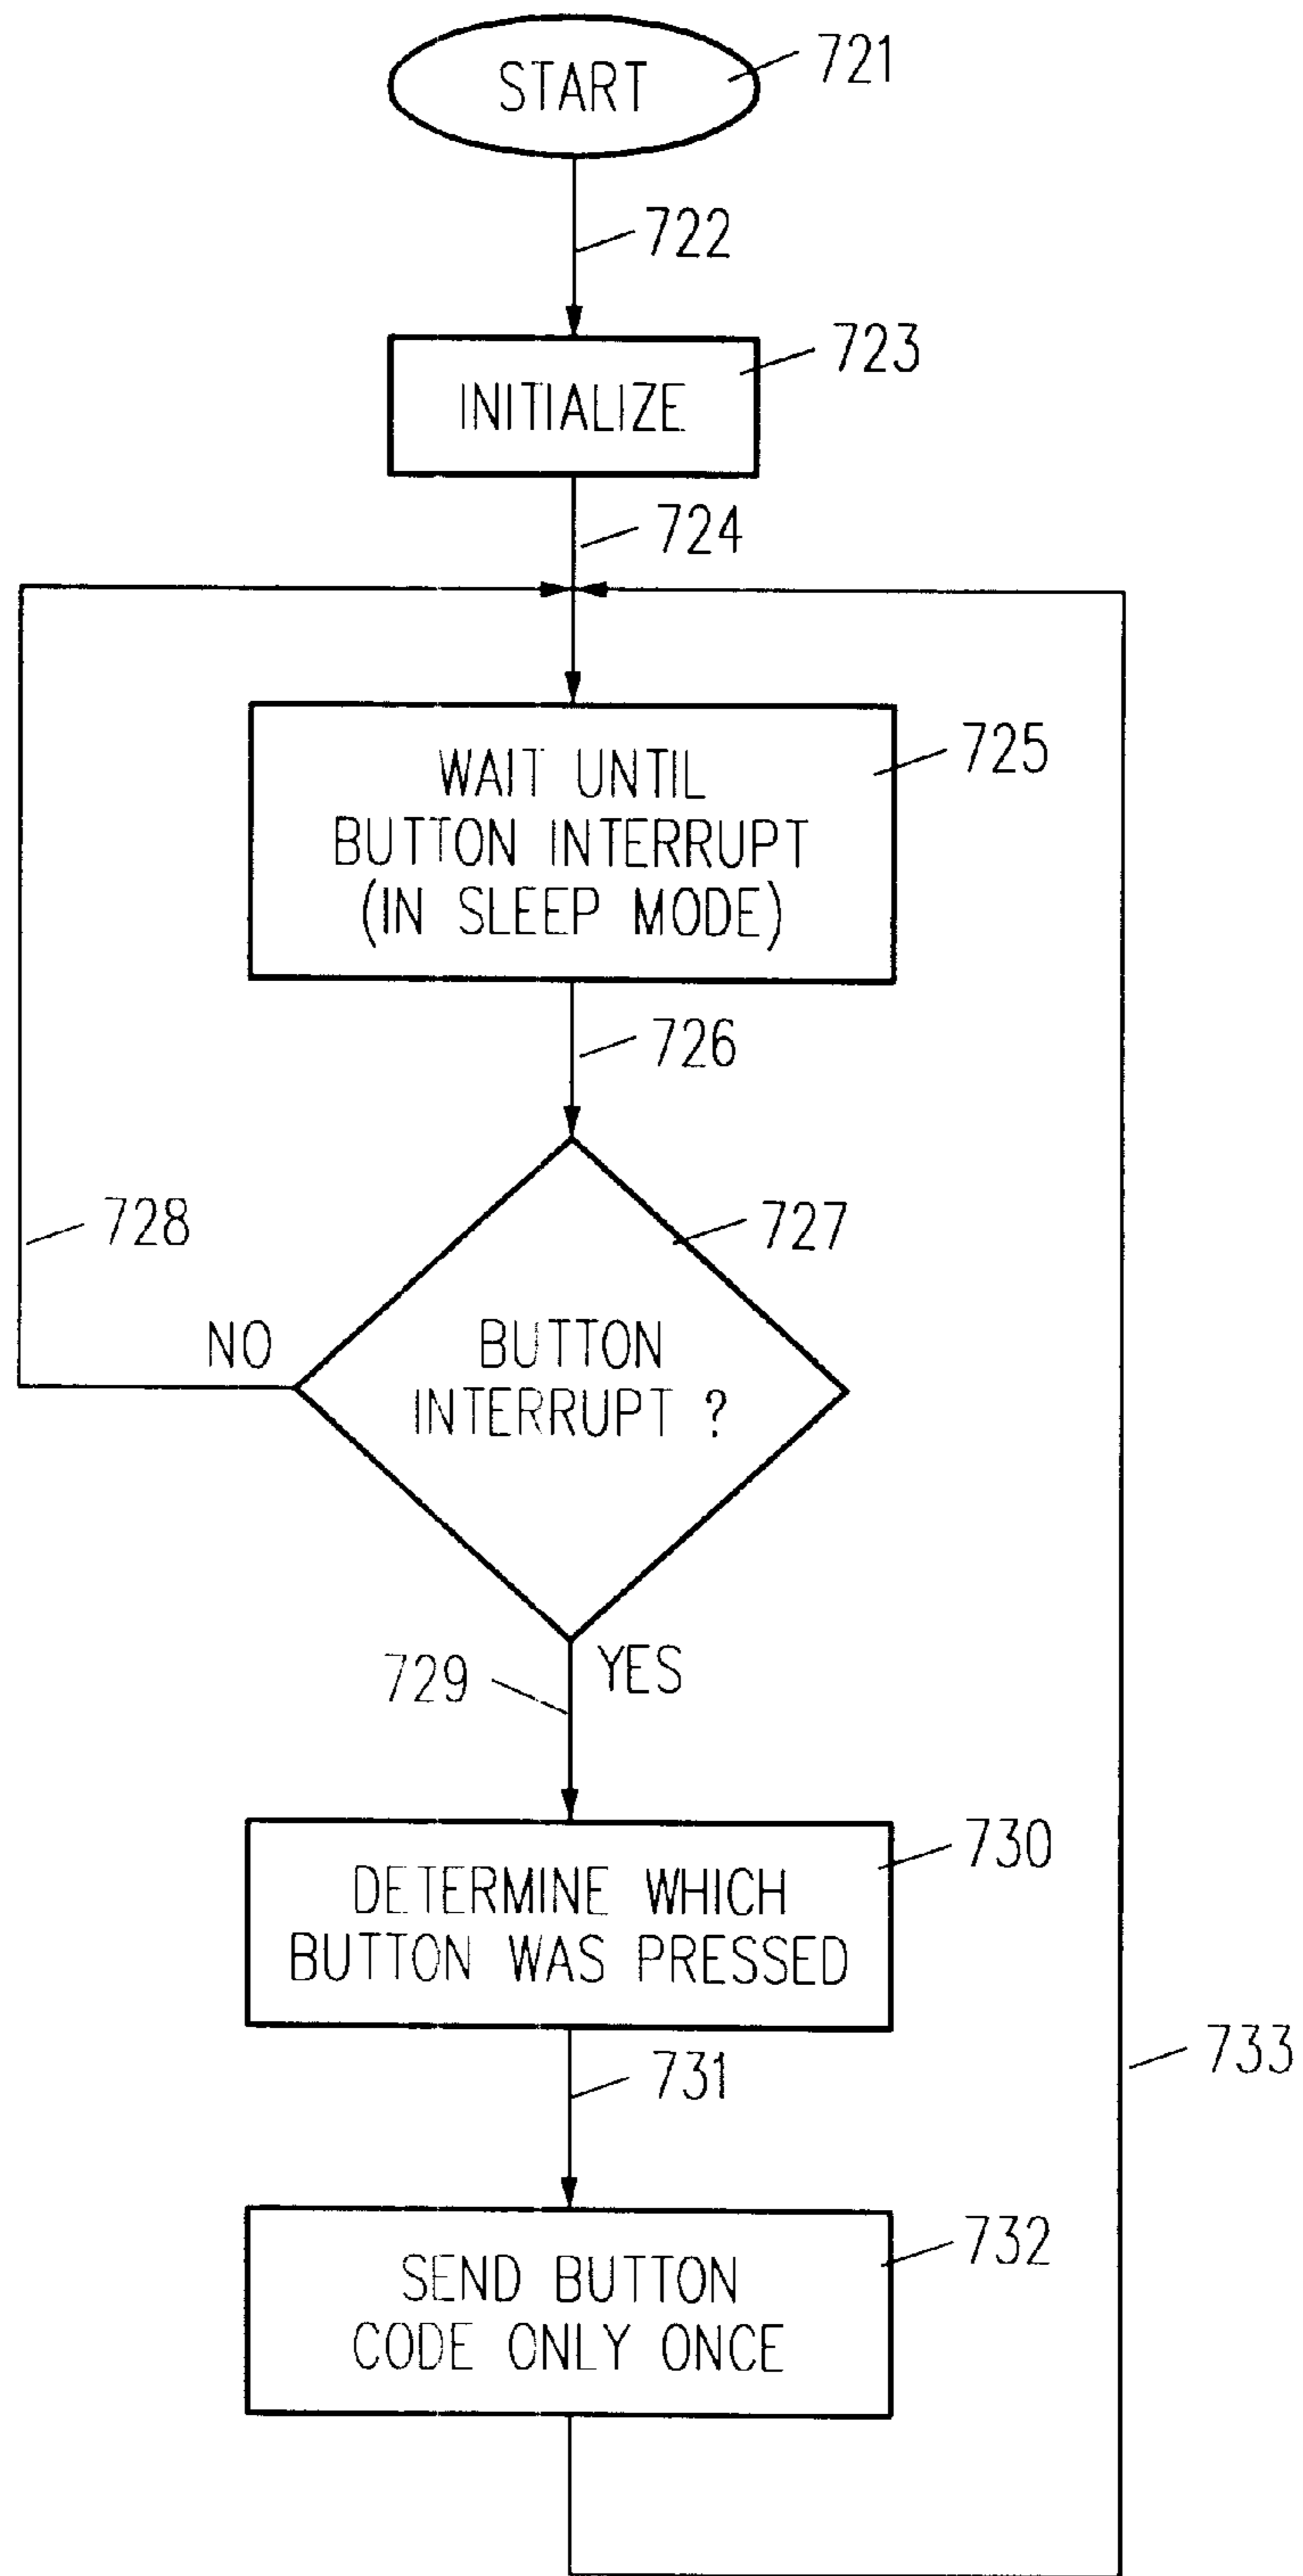 START
721
722
INITIALIZE
723
724
WAIT UNTIL
BUTTON INTERRUPT
(IN SLEEP MODE)
725
726
727
728
NO
BUTTON
INTERRUPT ?
729
YES
DETERMINE WHICH
BUTTON WAS PRESSED
730
731
733
SEND BUTTON
CODE ONLY ONCE
732